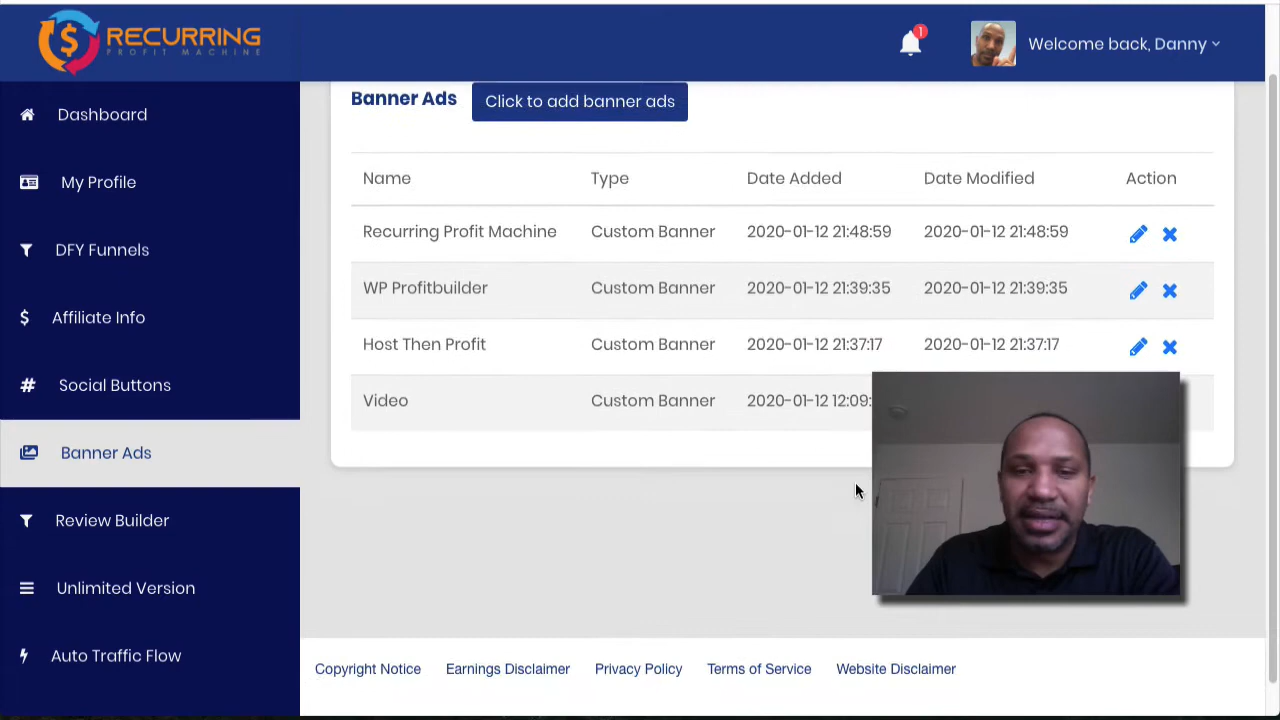 RECURRING
PROFIT MACHINE
1
Welcome back, Danny
Dashboard
My Profile
DFY Funnels
$ Affiliate Info
# Social Buttons
Banner Ads
Review Builder
Unlimited Version
Auto Traffic Flow
Banner Ads Click to add banner ads
Name Type Date Added Date Modified Action
Recurring Profit Machine Custom Banner 2020-01-12 21:48:59 2020-01-12 21:48:59
WP Profitbuilder Custom Banner 2020-01-12 21:39:35 2020-01-12 21:39:35
Host Then Profit Custom Banner 2020-01-12 21:37:17 2020-01-12 21:37:17
Video Custom Banner 2020-01-12 12:09:
Copyright Notice Earnings Disclaimer Privacy Policy Terms of Service Website Disclaimer